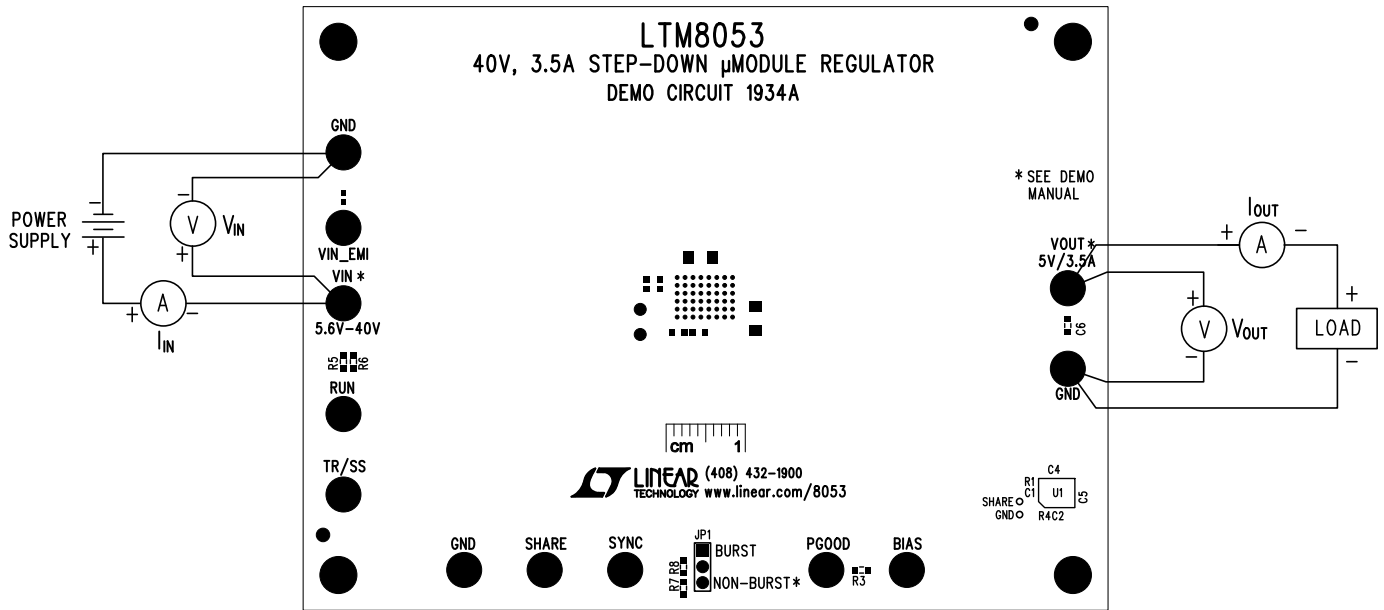 LTM8053
40V, 3.5A STEP-DOWN µMODULE REGULATOR
DEMO CIRCUIT 1934A
GND
* SEE DEMO
MANUAL
POWER
SUPPLY
-
+
-
V
+
VIN
VIN_EMI
VIN *
5.6V-40V
+
A
-
IIN
R5
R6
RUN
TR/SS
VOUT *
5V/3.5A
IOUT
+
A
-
C6
+
V
-
VOUT
+
LOAD
-
GND
cm 1
LINEAR
TECHNOLOGY
(408) 432-1900
www.linear.com/8053
C4
R1
C1
U1
C5
SHARE
GND
R4C2
GND
SHARE
SYNC
JP1
BURST
NON-BURST*
R8
R7
PGOOD
R3
BIAS